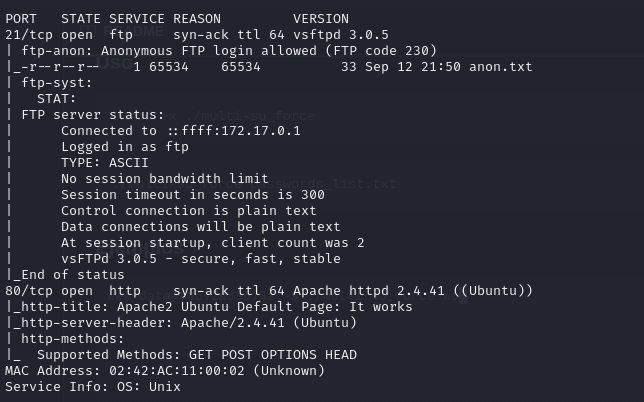 PORT   STATE SERVICE REASON         VERSION
21/tcp open  ftp     syn-ack ttl 64 vsftpd 3.0.5
| ftp-anon: Anonymous FTP login allowed (FTP code 230)
|_-r--r--r--    1 65534    65534          33 Sep 12 21:50 anon.txt
| ftp-syst:
|   STAT:
| FTP server status:
|      Connected to ::ffff:172.17.0.1
|      Logged in as ftp
|      TYPE: ASCII
|      No session bandwidth limit
|      Session timeout in seconds is 300
|      Control connection is plain text
|      Data connections will be plain text
|      At session startup, client count was 2
|      vsFTPd 3.0.5 - secure, fast, stable
|_End of status
80/tcp open  http    syn-ack ttl 64 Apache httpd 2.4.41 ((Ubuntu))
|_http-title: Apache2 Ubuntu Default Page: It works
|_http-server-header: Apache/2.4.41 (Ubuntu)
| http-methods:
|_  Supported Methods: GET POST OPTIONS HEAD
MAC Address: 02:42:AC:11:00:02 (Unknown)
Service Info: OS: Unix